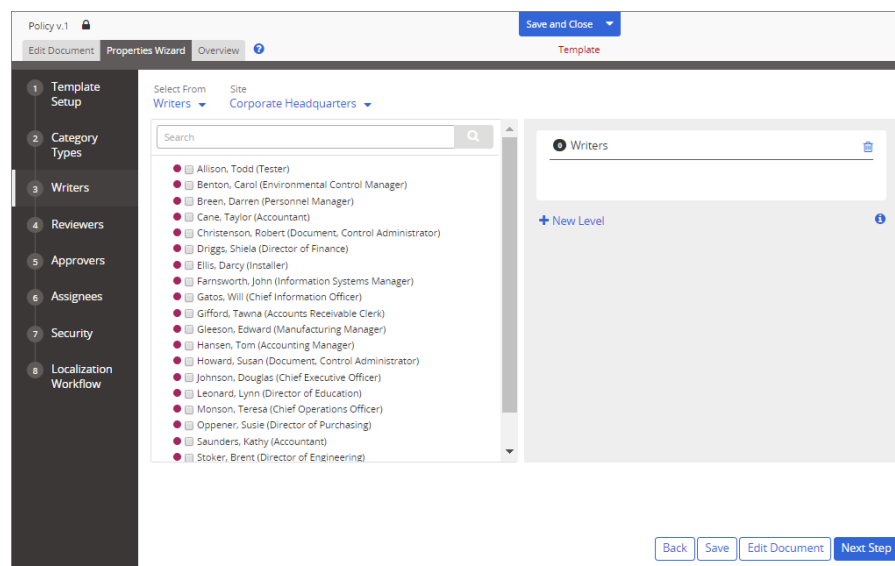 Policy v.1
Save and Close
Edit Document Properties Wizard Overview ?
Template
1 Template
Setup
2 Category
Types
3 Writers
4 Reviewers
5 Approvers
6 Assignees
7 Security
8 Localization
Workflow
Select From Site
Writers Corporate Headquarters
Search
Allison, Todd (Tester)
Benton, Carol (Environmental Control Manager)
Breen, Darren (Personnel Manager)
Cane, Taylor (Accountant)
Christenson, Robert (Document, Control Administrator)
Driggs, Shiela (Director of Finance)
Ellis, Darcy (Installer)
Farnsworth, John (Information Systems Manager)
Gatos, Will (Chief Information Officer)
Gifford, Tawna (Accounts Receivable Clerk)
Gleeson, Edward (Manufacturing Manager)
Hansen, Tom (Accounting Manager)
Howard, Susan (Document, Control Administrator)
Johnson, Douglas (Chief Executive Officer)
Leonard, Lynn (Director of Education)
Monson, Teresa (Chief Operations Officer)
Oppener, Susie (Director of Purchasing)
Saunders, Kathy (Accountant)
Stoker, Brent (Director of Engineering)
0 Writers
+ New Level
Back Save Edit Document Next Step